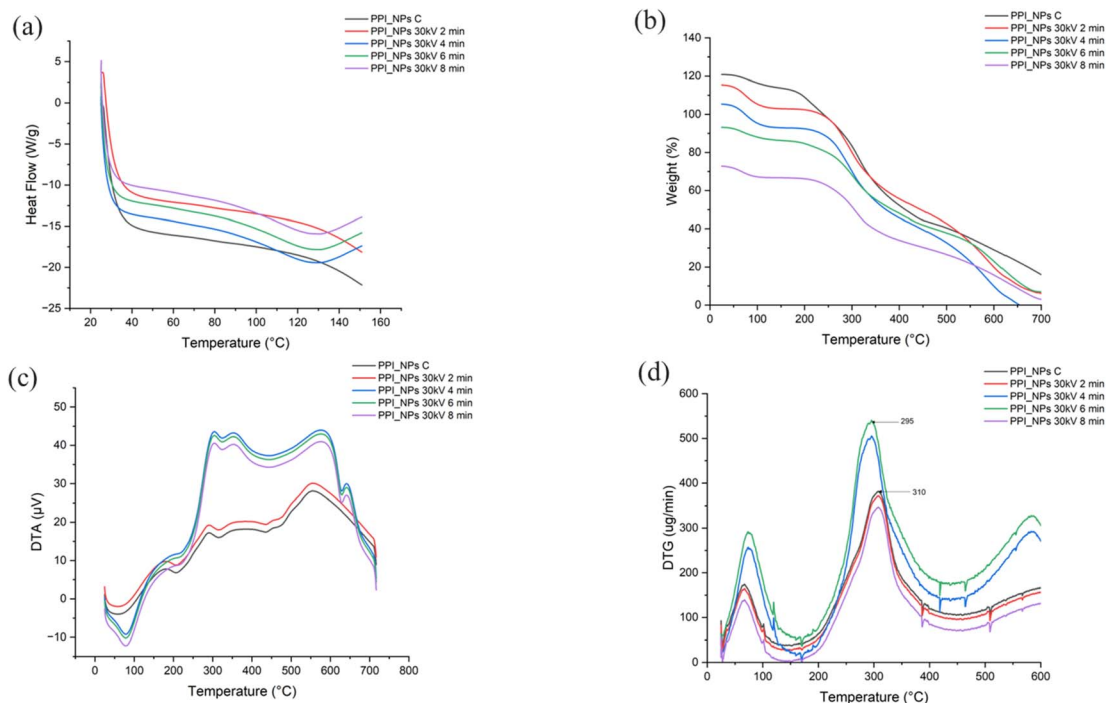 (a)
PPI_NPs C
PPI_NPs 30kV 2 min
PPI_NPs 30kV 4 min
PPI_NPs 30kV 6 min
PPI_NPs 30kV 8 min
5
0
−5
−10
−15
−20
−25
Heat Flow (W/g)
20 40 60 80 100 120 140 160
Temperature (°C)
(b)
PPI_NPs C
PPI_NPs 30kV 2 min
PPI_NPs 30kV 4 min
PPI_NPs 30kV 6 min
PPI_NPs 30kV 8 min
140
120
100
80
60
40
20
0
Weight (%)
0 100 200 300 400 500 600 700
Temperature (°C)
(c)
PPI_NPs C
PPI_NPs 30kV 2 min
PPI_NPs 30kV 4 min
PPI_NPs 30kV 6 min
PPI_NPs 30kV 8 min
50
40
30
20
10
0
−10
DTA (µV)
0 100 200 300 400 500 600 700 800
Temperature (°C)
(d)
PPI_NPs C
PPI_NPs 30kV 2 min
PPI_NPs 30kV 4 min
PPI_NPs 30kV 6 min
PPI_NPs 30kV 8 min
600
500
400
300
200
100
0
DTG (ug/min)
295
310
0 100 200 300 400 500 600
Temperature (°C)